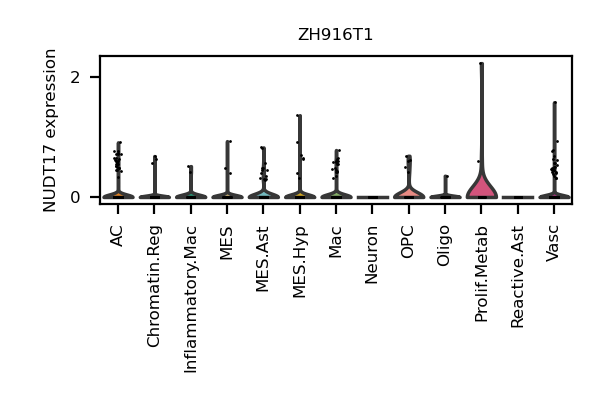 ZH916T1
NUDT17 expression
2
0
AC
Chromatin.Reg
Inflammatory.Mac
MES
MES.Ast
MES.Hyp
Mac
Neuron
OPC
Oligo
Prolif.Metab
Reactive.Ast
Vasc